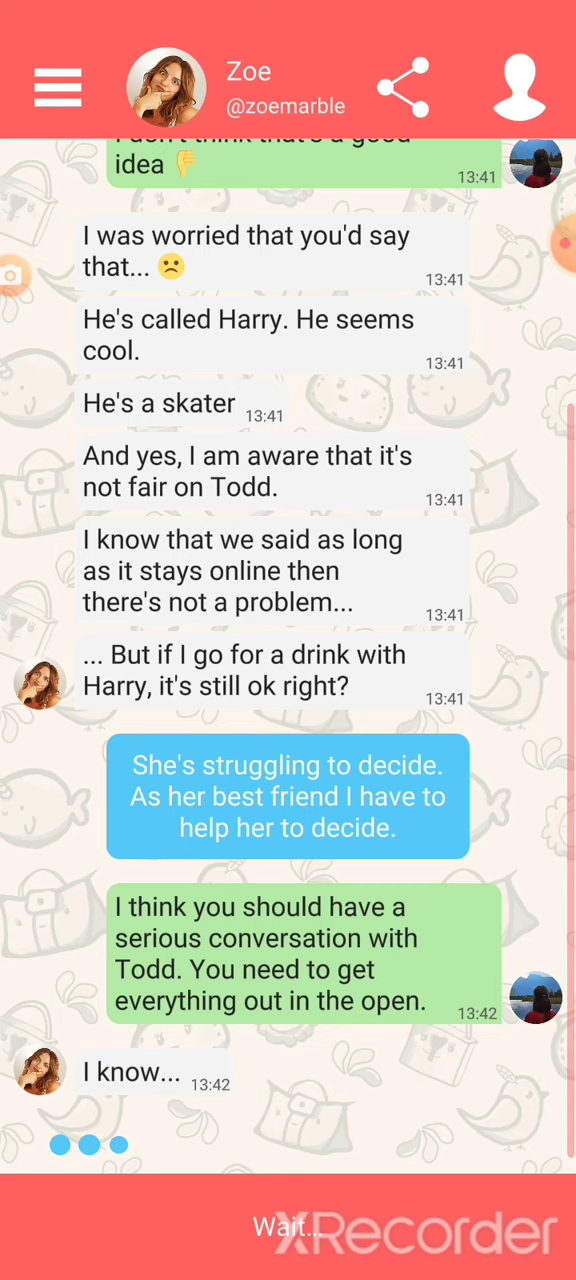 Zoe
@zoemarble
I don't think that's a good
idea 👎
13:41
I was worried that you'd say
that... 🙁
13:41
He's called Harry. He seems
cool.
13:41
He's a skater 13:41
And yes, I am aware that it's
not fair on Todd.
13:41
I know that we said as long
as it stays online then
there's not a problem...
13:41
... But if I go for a drink with
Harry, it's still ok right?
13:41
She's struggling to decide.
As her best friend I have to
help her to decide.
I think you should have a
serious conversation with
Todd. You need to get
everything out in the open.
13:42
I know... 13:42
Wait...
XRecorder